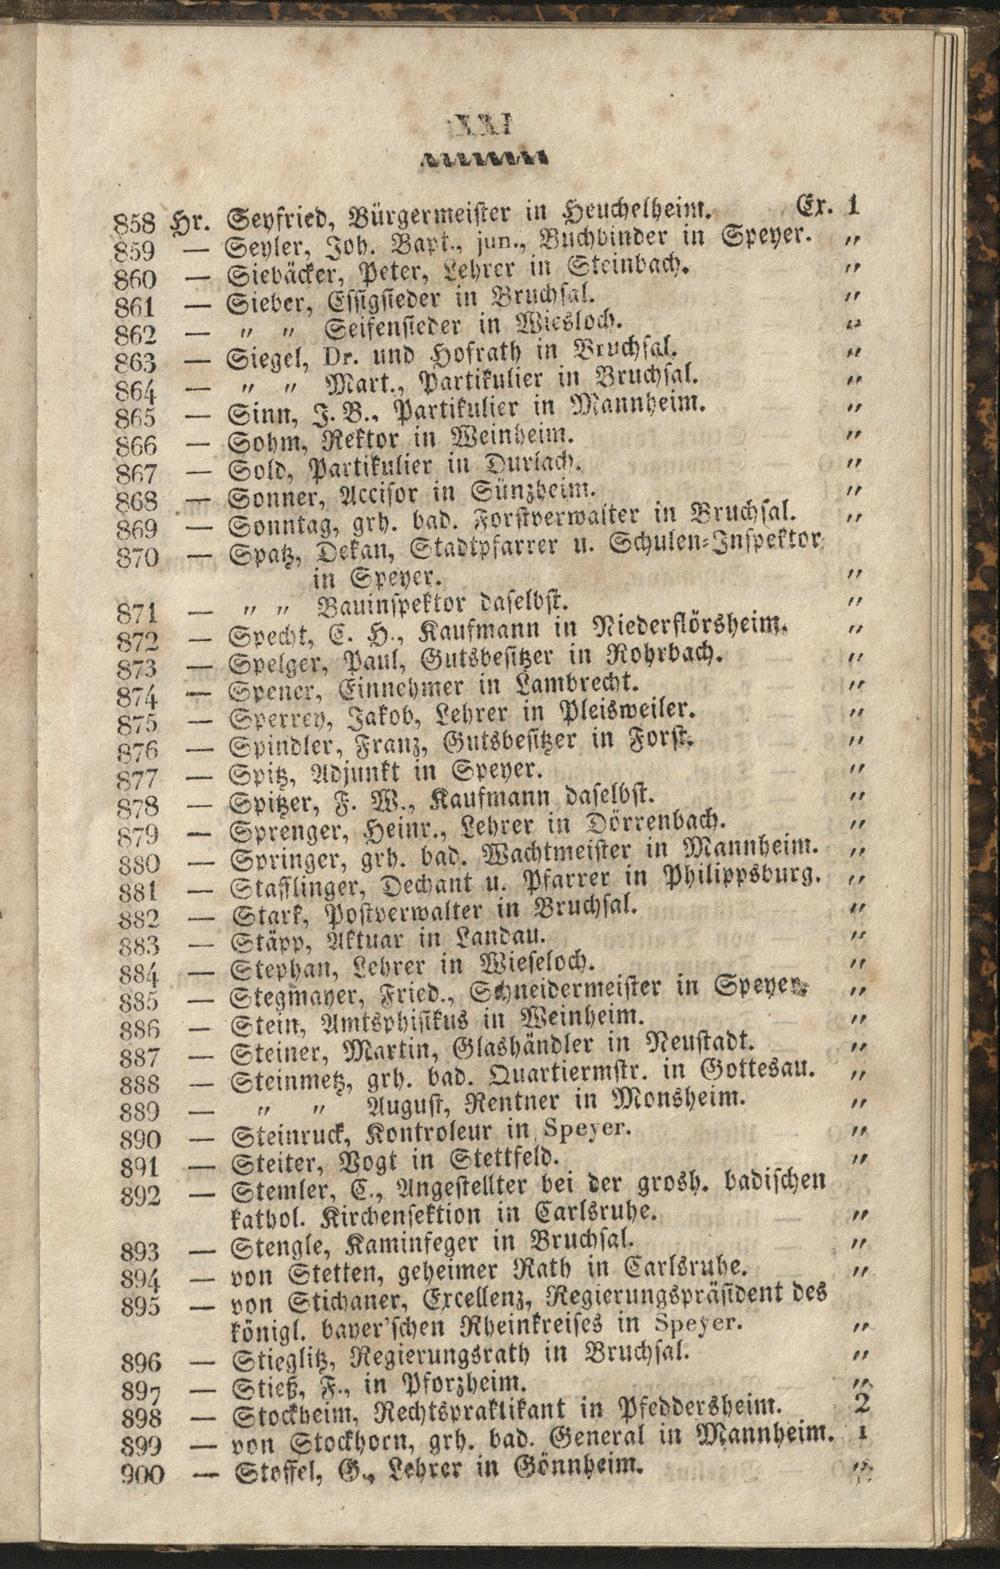 XXI
858 Hr. Seyfried, Bürgermeister in Heuchelheim. Ex. 1
859 — Seyler, Joh. Bapt., jun., Buchbinder in Speyer. „
860 — Siebäcker, Peter, Lehrer in Steinbach. „
861 — Sieber, Essigsieder in Bruchsal. „
862 — „ „ Seifensieder in Wiesloch. „
863 — Siegel, Dr. und Hofrath in Bruchsal. „
864 — „ „ Mart., Partikulier in Bruchsal. „
865 — Sinn, J. B., Partikulier in Mannheim. „
866 — Sohm, Rektor in Weinheim. „
867 — Sold, Partikulier in Durlach. „
868 — Sonner, Accisor in Sünzheim. „
869 — Sonntag, grh. bad. Forstverwalter in Bruchsal. „
870 — Spatz, Dekan, Stadtpfarrer u. Schulen-Inspektor
in Speyer. „
871 — „ „ Bauinspektor daselbst. „
872 — Specht, C. H., Kaufmann in Niederflörsheim. „
873 — Spelger, Paul, Gutsbesitzer in Rohrbach. „
874 — Spener, Einnehmer in Lambrecht. „
875 — Sperrey, Jakob, Lehrer in Pleisweiler. „
876 — Spindler, Franz, Gutsbesitzer in Forst. „
877 — Spitz, Adjunkt in Speyer. „
878 — Spitzer, F. W., Kaufmann daselbst. „
879 — Sprenger, Heinr., Lehrer in Dörrenbach. „
880 — Springer, grh. bad. Wachtmeister in Mannheim. „
881 — Stafflinger, Dechant u. Pfarrer in Philippsburg. „
882 — Stark, Postverwalter in Bruchsal. „
883 — Stäpp, Aktuar in Landau. „
884 — Stephan, Lehrer in Wieseloch. „
885 — Stegmayer, Fried., Schneidermeister in Speyer. „
886 — Stein, Amtsphisikus in Weinheim. „
887 — Steiner, Martin, Glashändler in Neustadt. „
888 — Steinmetz, grh. bad. Quartiermstr. in Gottesau. „
889 — „ „ August, Rentner in Monsheim. „
890 — Steinruck, Kontroleur in Speyer. „
891 — Steiter, Vogt in Stettfeld. „
892 — Stemler, C., Angestellter bei der grosh. badischen
kathol. Kirchensektion in Carlsruhe. „
893 — Stengle, Kaminfeger in Bruchsal. „
894 — von Stetten, geheimer Rath in Carlsruhe. „
895 — von Stichaner, Excellenz, Regierungspräsident des
königl. bayer'schen Rheinkreises in Speyer. „
896 — Stieglitz, Regierungsrath in Bruchsal. „
897 — Stieß, F., in Pforzheim. „
898 — Stockheim, Rechtspraktikant in Pfeddersheim. 2
899 — von Stockhorn, grh. bad. General in Mannheim. 1
900 — Stoffel, G., Lehrer in Gönnheim. „